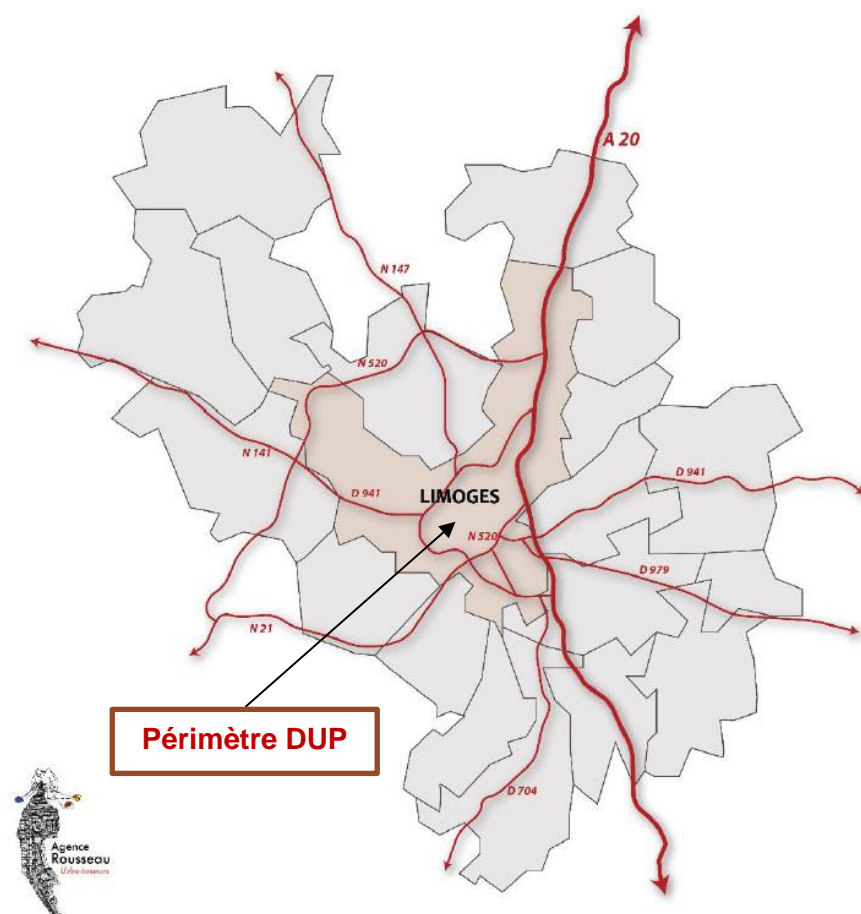 A 20
N 147
N 520
N 141
D 941
LIMOGES
D 941
N 520
D 979
N 21
Périmètre DUP
D 704
Agence
Rousseau
Urba-tisseurs